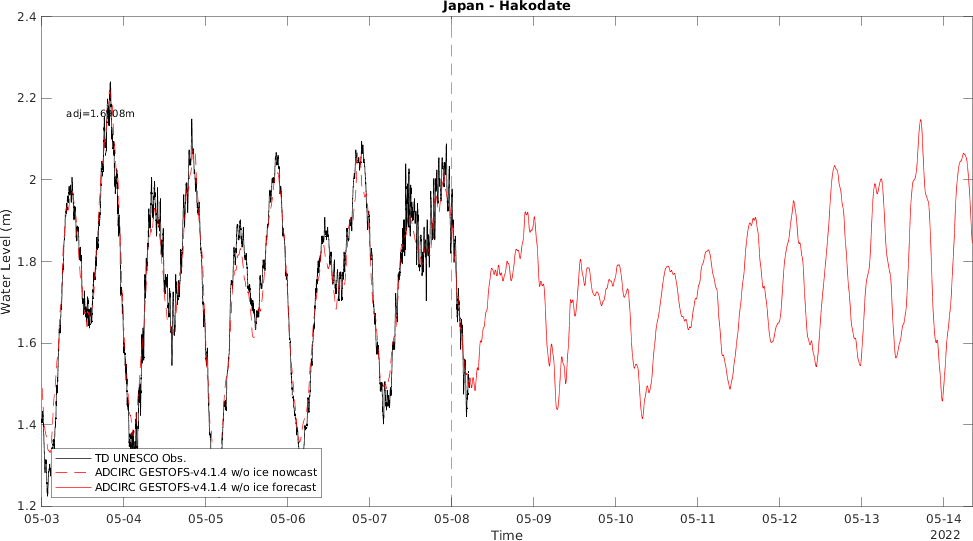 Japan - Hakodate
2.4
2.2
2
1.8
1.6
1.4
1.2
Water Level (m)
TD UNESCO Obs.
ADCIRC GESTOFS-v4.1.4 w/o ice nowcast
ADCIRC GESTOFS-v4.1.4 w/o ice forecast
05-03 05-04 05-05 05-06 05-07 05-08 05-09 05-10 05-11 05-12 05-13 05-14
Time
2022